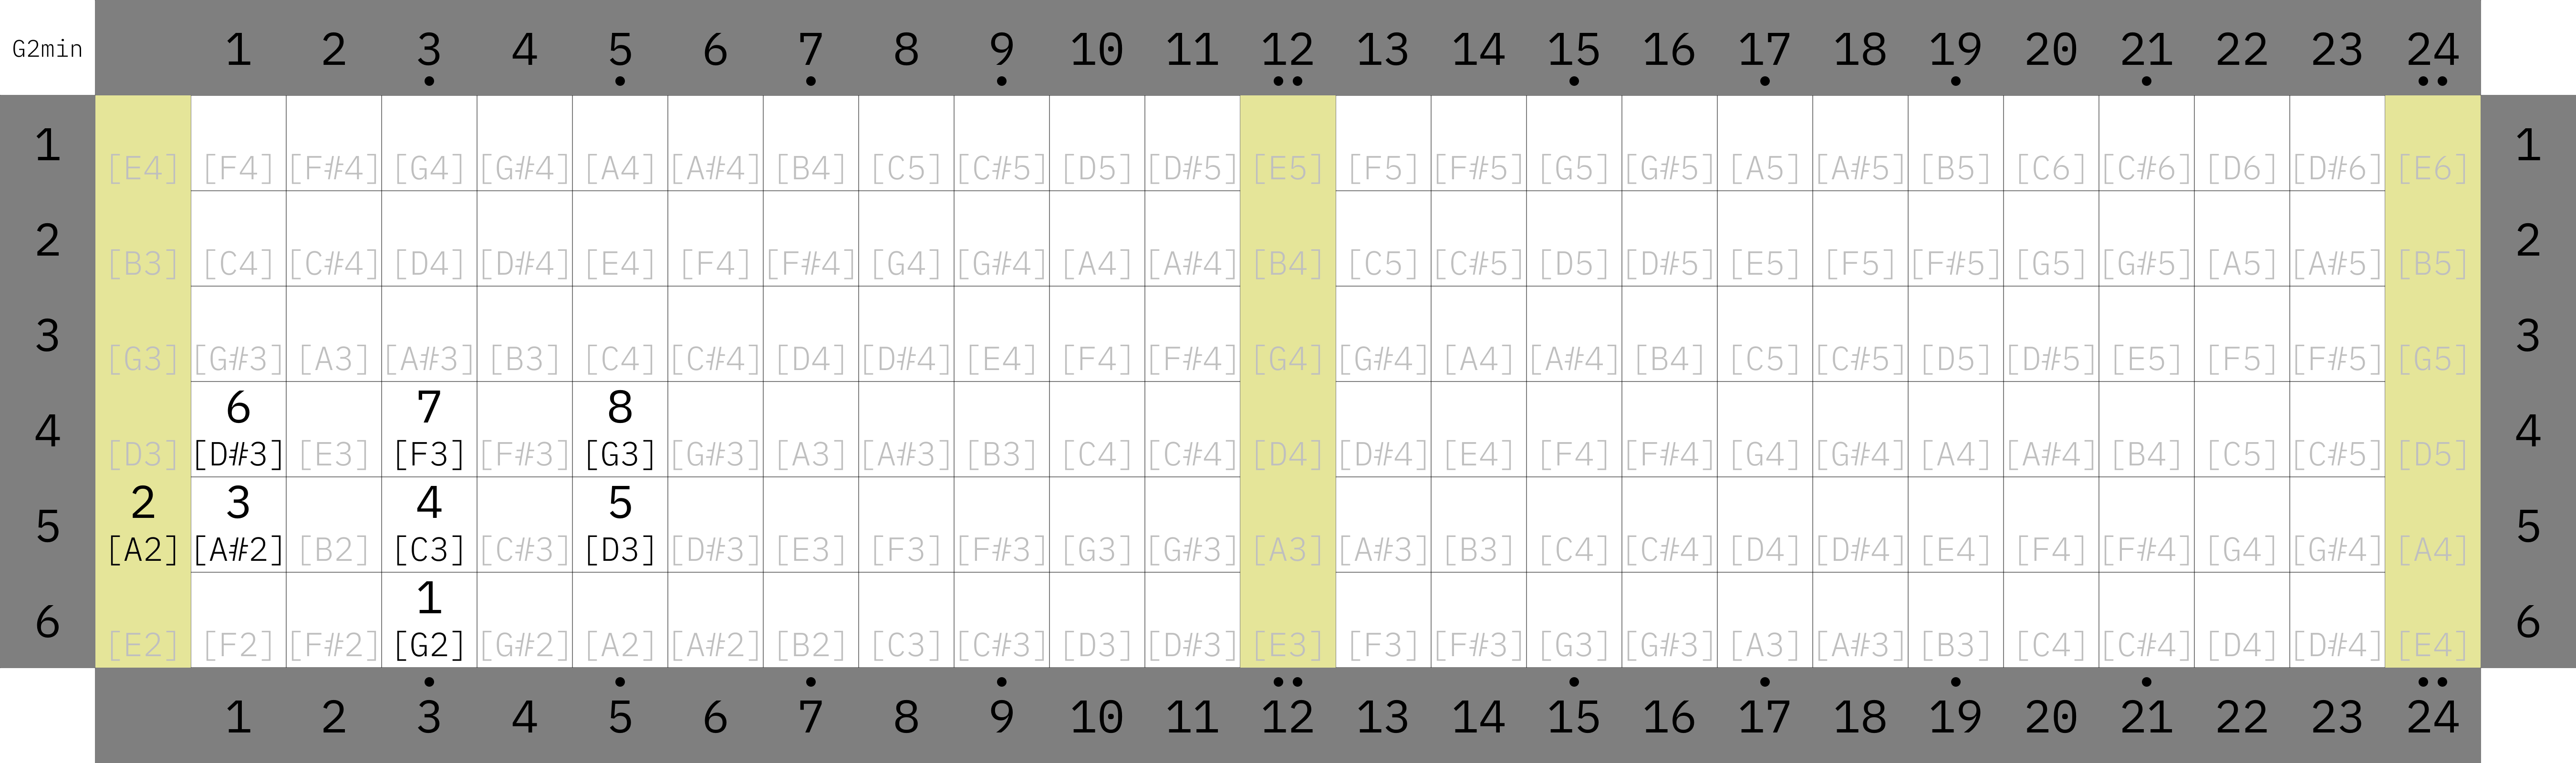 G2min 1 2 3 4 5 6 7 8 9 10 11 12 13 14 15 16 17 18 19 20 21 22 23 24
1 [E4] [F4] [F#4] [G4] [G#4] [A4] [A#4] [B4] [C5] [C#5] [D5] [D#5] [E5] [F5] [F#5] [G5] [G#5] [A5] [A#5] [B5] [C6] [C#6] [D6] [D#6] [E6] 1
2 [B3] [C4] [C#4] [D4] [D#4] [E4] [F4] [F#4] [G4] [G#4] [A4] [A#4] [B4] [C5] [C#5] [D5] [D#5] [E5] [F5] [F#5] [G5] [G#5] [A5] [A#5] [B5] 2
3 [G3] [G#3] [A3] [A#3] [B3] [C4] [C#4] [D4] [D#4] [E4] [F4] [F#4] [G4] [G#4] [A4] [A#4] [B4] [C5] [C#5] [D5] [D#5] [E5] [F5] [F#5] [G5] 3
6 7 8
4 [D3] [D#3] [E3] [F3] [F#3] [G3] [G#3] [A3] [A#3] [B3] [C4] [C#4] [D4] [D#4] [E4] [F4] [F#4] [G4] [G#4] [A4] [A#4] [B4] [C5] [C#5] [D5] 4
2 3 4 5
5 [A2] [A#2] [B2] [C3] [C#3] [D3] [D#3] [E3] [F3] [F#3] [G3] [G#3] [A3] [A#3] [B3] [C4] [C#4] [D4] [D#4] [E4] [F4] [F#4] [G4] [G#4] [A4] 5
1
6 [E2] [F2] [F#2] [G2] [G#2] [A2] [A#2] [B2] [C3] [C#3] [D3] [D#3] [E3] [F3] [F#3] [G3] [G#3] [A3] [A#3] [B3] [C4] [C#4] [D4] [D#4] [E4] 6
1 2 3 4 5 6 7 8 9 10 11 12 13 14 15 16 17 18 19 20 21 22 23 24